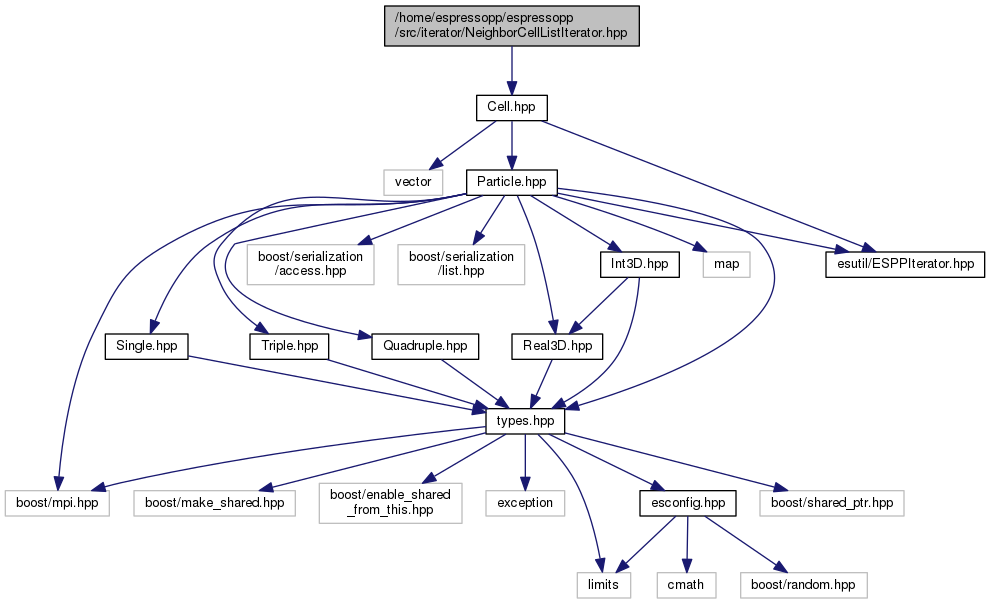 /home/espressopp/espressopp
/src/iterator/NeighborCellListIterator.hpp
Cell.hpp
vector
Particle.hpp
boost/serialization
/access.hpp
boost/serialization
/list.hpp
Int3D.hpp
map
esutil/ESPPIterator.hpp
Single.hpp
Triple.hpp
Quadruple.hpp
Real3D.hpp
types.hpp
boost/mpi.hpp
boost/make_shared.hpp
boost/enable_shared
_from_this.hpp
exception
esconfig.hpp
boost/shared_ptr.hpp
limits
cmath
boost/random.hpp